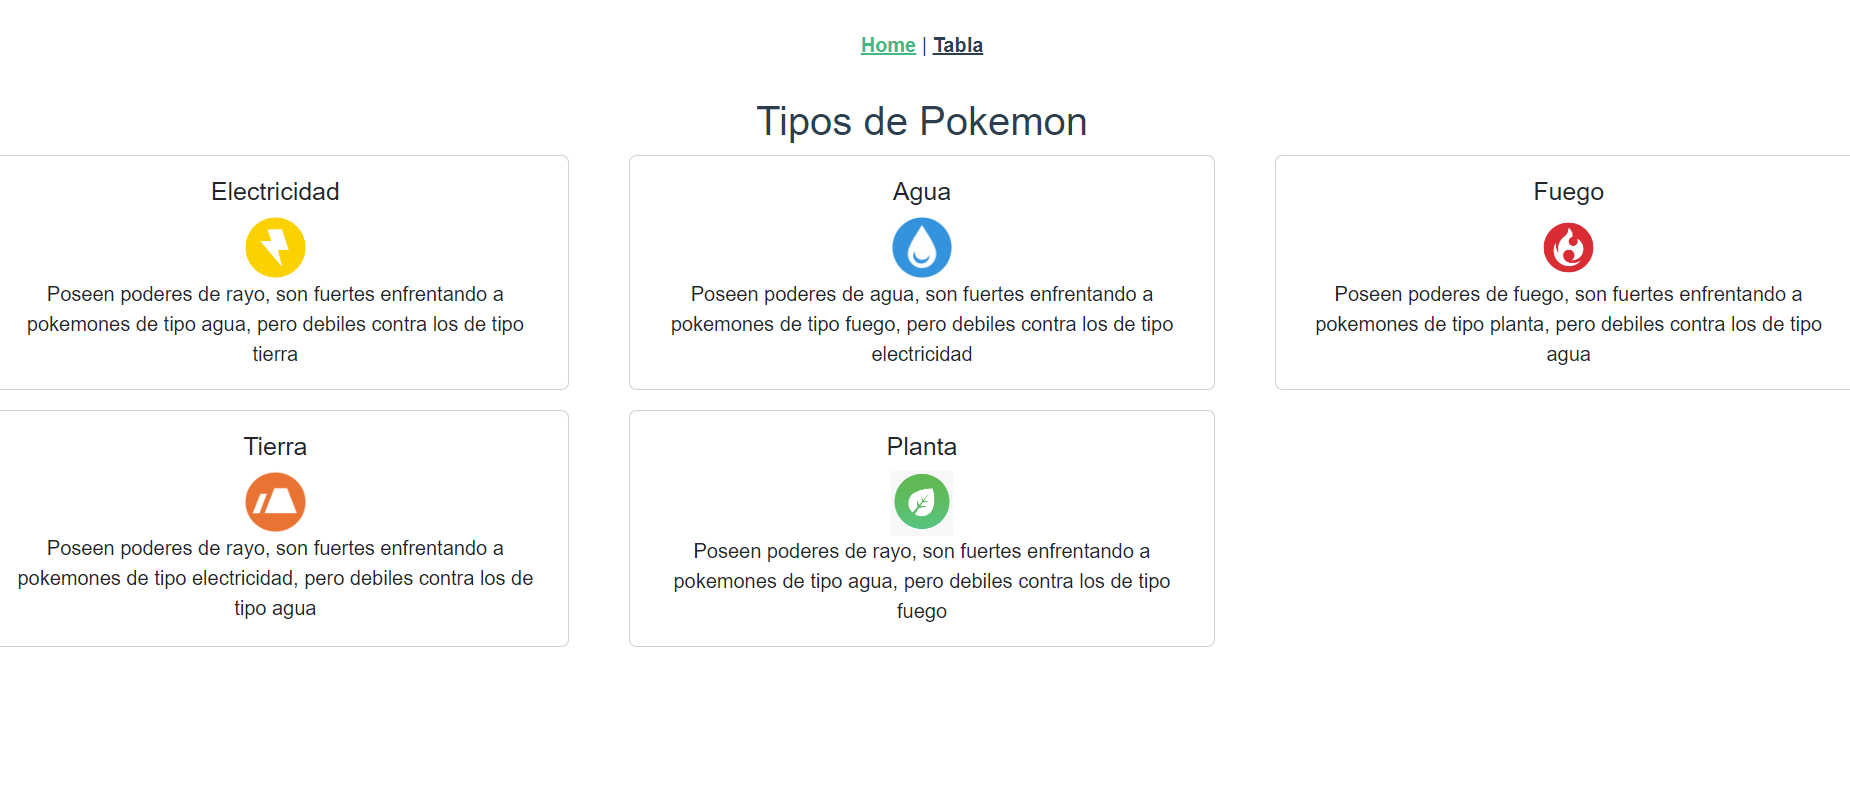 Home | Tabla
Tipos de Pokemon
Electricidad
Poseen poderes de rayo, son fuertes enfrentando a
pokemones de tipo agua, pero debiles contra los de tipo
tierra
Agua
Poseen poderes de agua, son fuertes enfrentando a
pokemones de tipo fuego, pero debiles contra los de tipo
electricidad
Fuego
Poseen poderes de fuego, son fuertes enfrentando a
pokemones de tipo planta, pero debiles contra los de tipo
agua
Tierra
Poseen poderes de rayo, son fuertes enfrentando a
pokemones de tipo electricidad, pero debiles contra los de
tipo agua
Planta
Poseen poderes de rayo, son fuertes enfrentando a
pokemones de tipo agua, pero debiles contra los de tipo
fuego